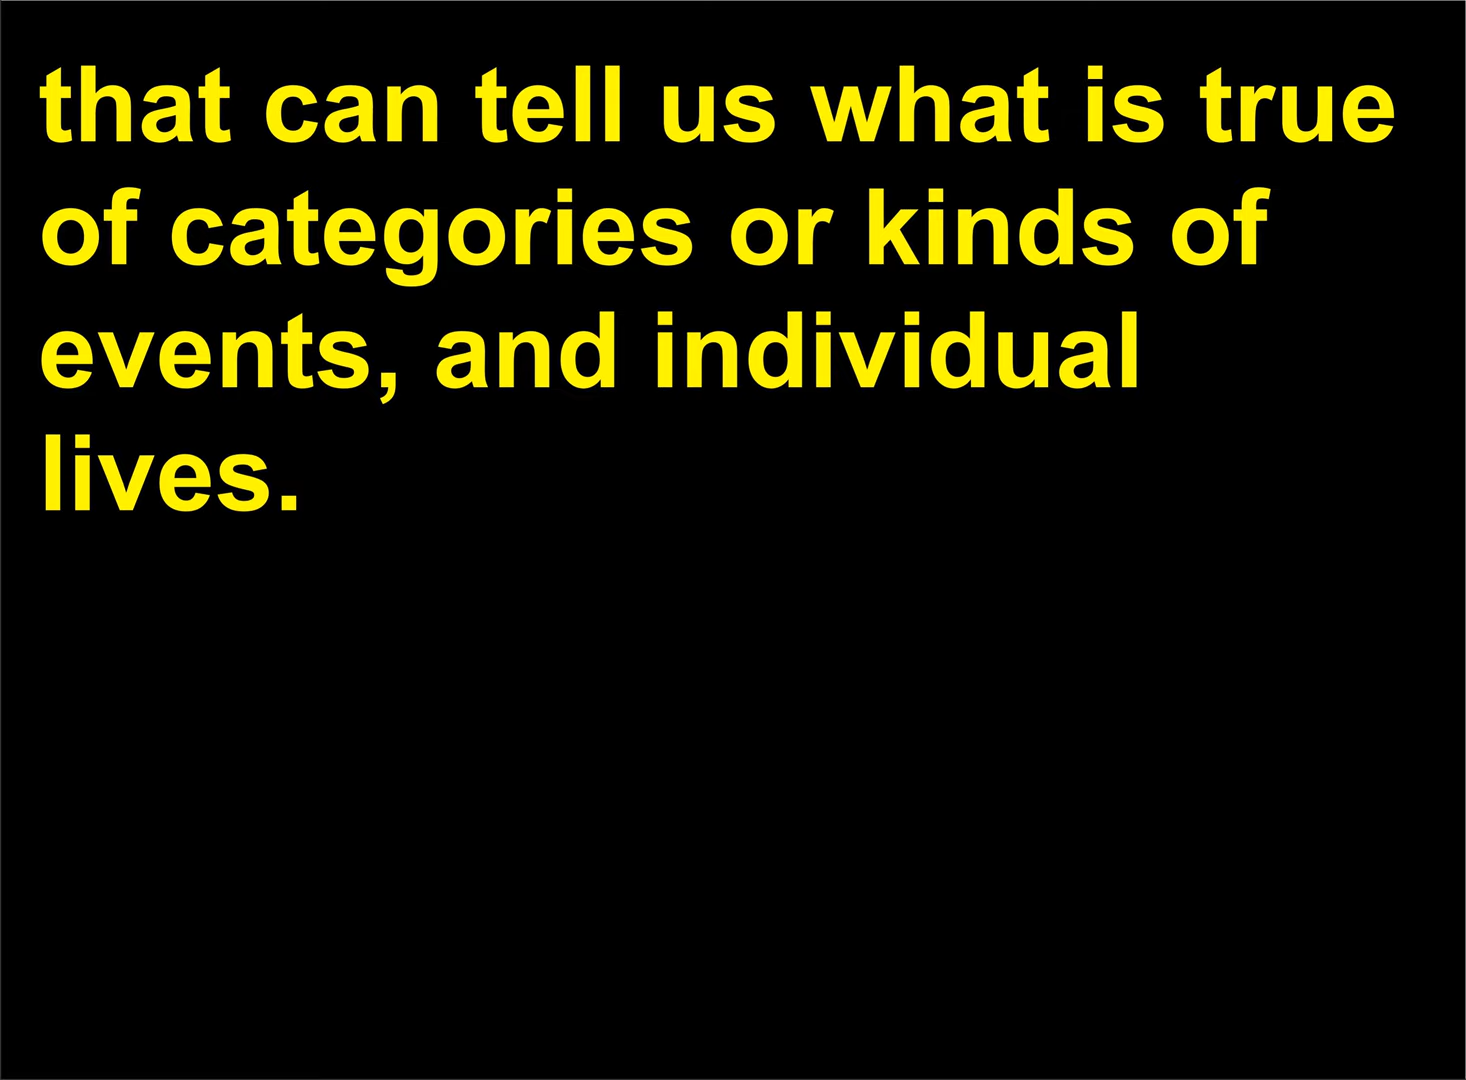 that can tell us what is true
of categories or kinds of
events, and individual
lives.